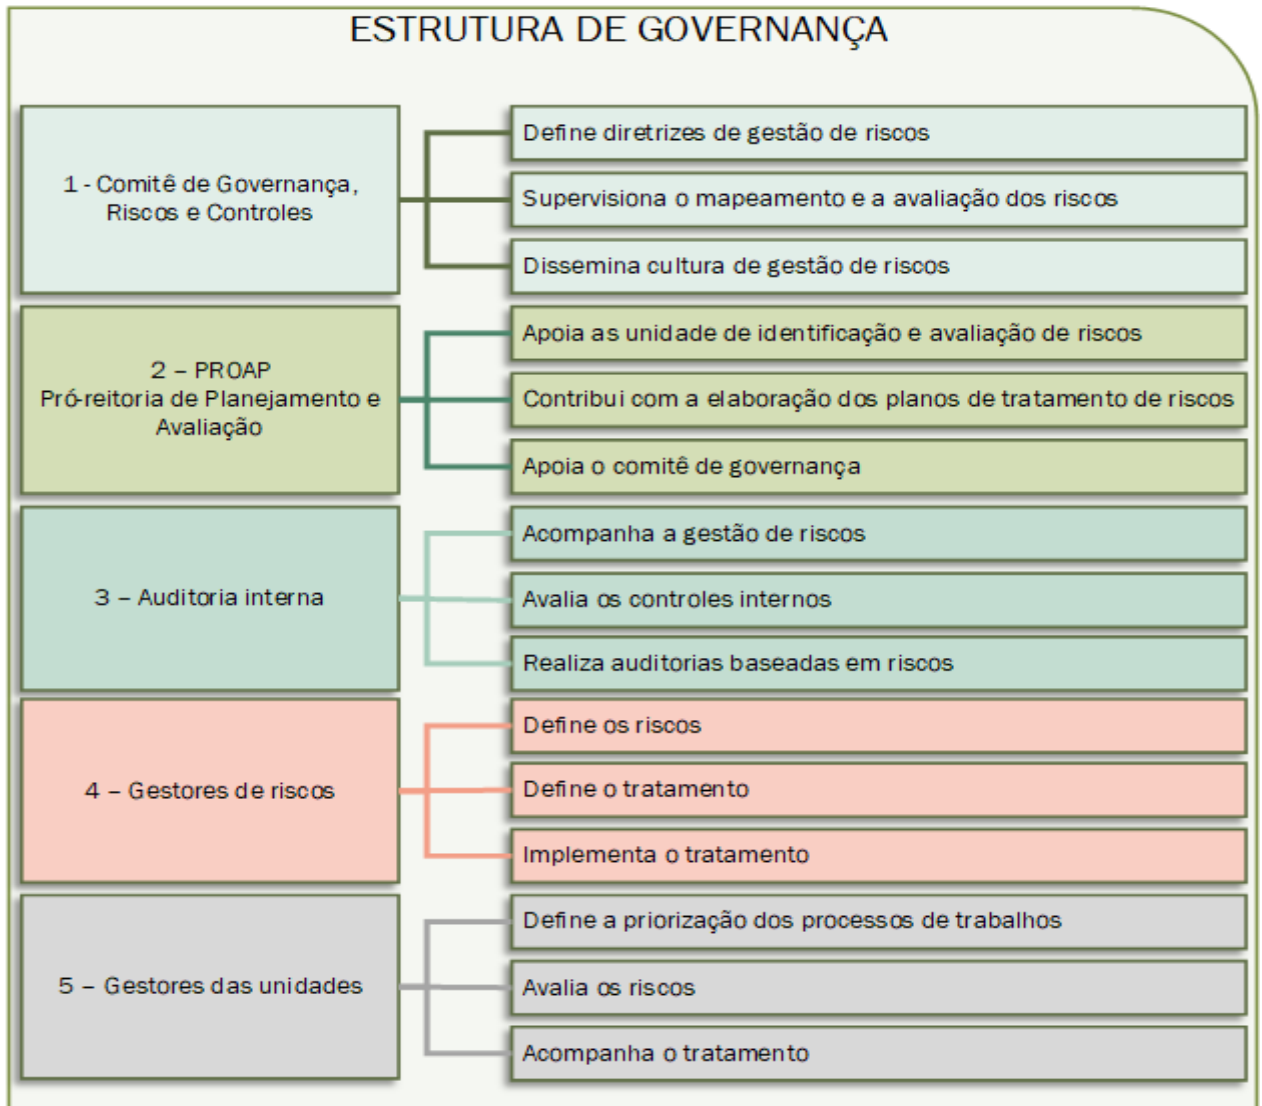 ESTRUTURA DE GOVERNANÇA
1 - Comitê de Governança,
Riscos e Controles
Define diretrizes de gestão de riscos
Supervisiona o mapeamento e a avaliação dos riscos
Dissemina cultura de gestão de riscos
2 – PROAP
Pró-reitoria de Planejamento e
Avaliação
Apoia as unidade de identificação e avaliação de riscos
Contribui com a elaboração dos planos de tratamento de riscos
Apoia o comitê de governança
3 – Auditoria interna
Acompanha a gestão de riscos
Avalia os controles internos
Realiza auditorias baseadas em riscos
4 – Gestores de riscos
Define os riscos
Define o tratamento
Implementa o tratamento
5 – Gestores das unidades
Define a priorização dos processos de trabalhos
Avalia os riscos
Acompanha o tratamento